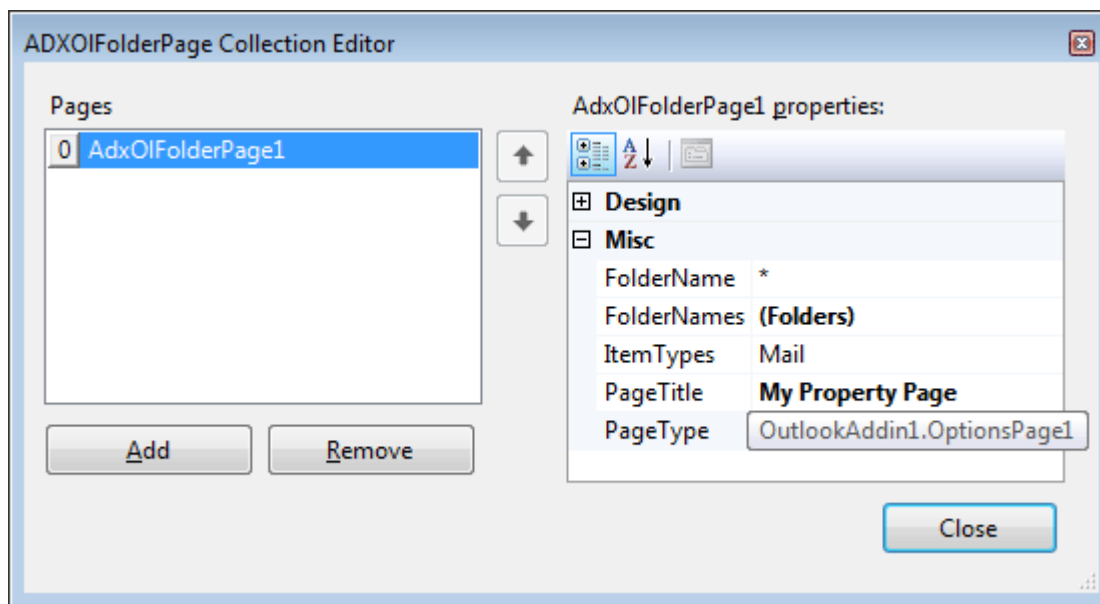 ADXOlFolderPage Collection Editor
Pages
AdxOlFolderPage1 properties:
0 AdxOlFolderPage1
A
Z
Design
Misc
FolderName *
FolderNames (Folders)
ItemTypes Mail
PageTitle My Property Page
PageType OutlookAddin1.OptionsPage1
Add Remove
Close